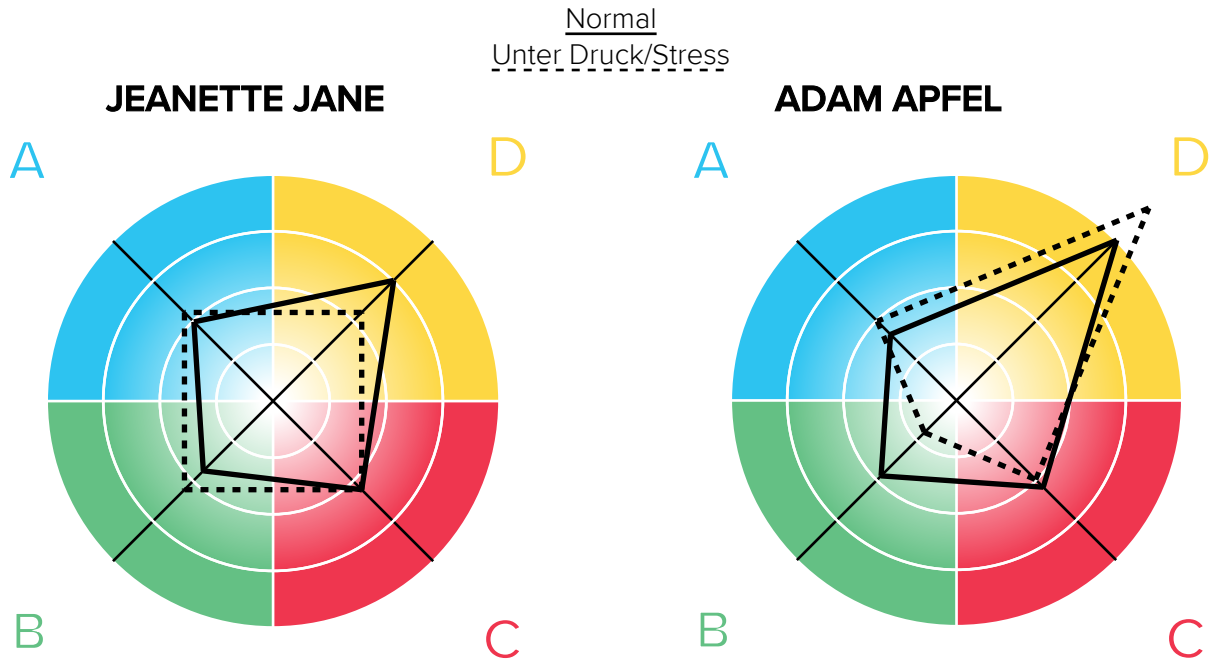 Normal
Unter Druck/Stress
JEANETTE JANE
ADAM APFEL
A
D
A
D
B
C
B
C